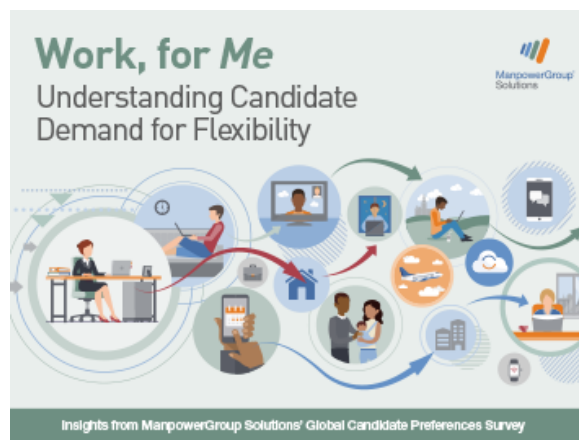 Work, for Me
ManpowerGroup
Solutions
Understanding Candidate
Demand for Flexibility
Insights from ManpowerGroup Solutions' Global Candidate Preferences Survey